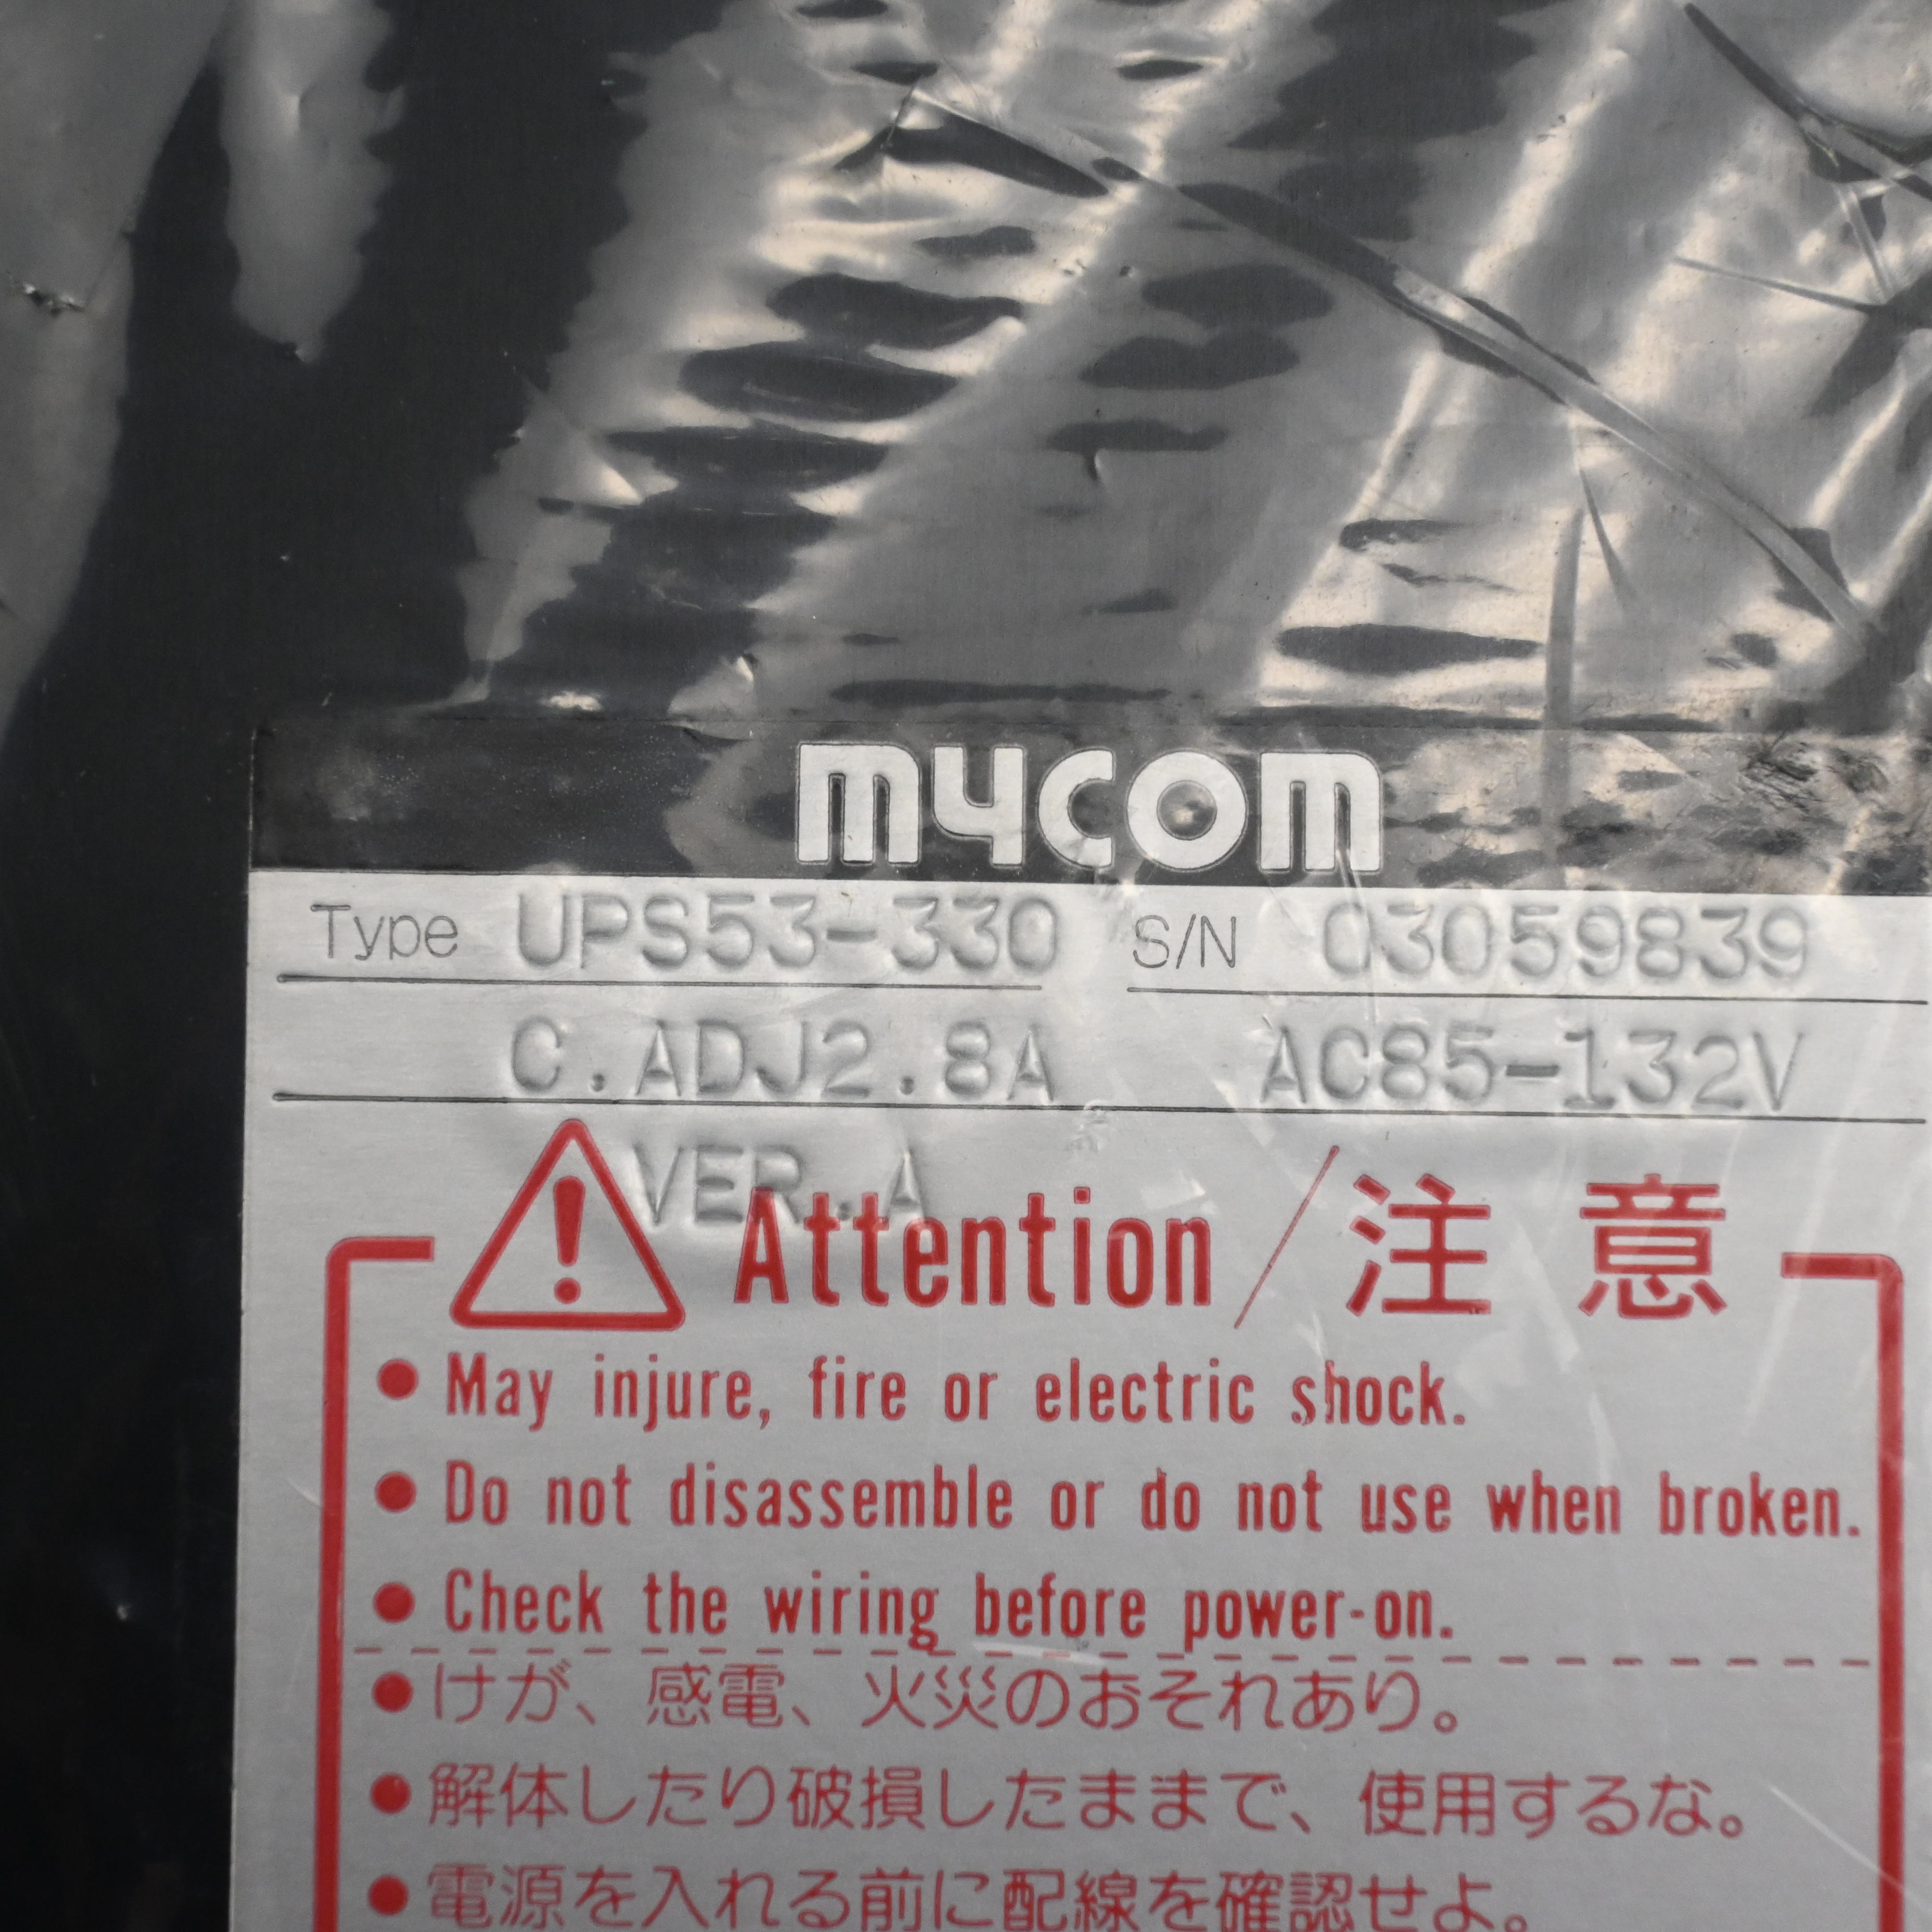 mycom
Type UPS53-330 S/N 03059839
C.ADJ2.8A AC85-132V
VER.A
Attention/注意
● May injure, fire or electric shock.
● Do not disassemble or do not use when broken.
● Check the wiring before power-on.
● けが、感電、火災のおそれあり。
● 解体したり破損したままで、使用するな。
● 電源を入れる前に配線を確認せよ。